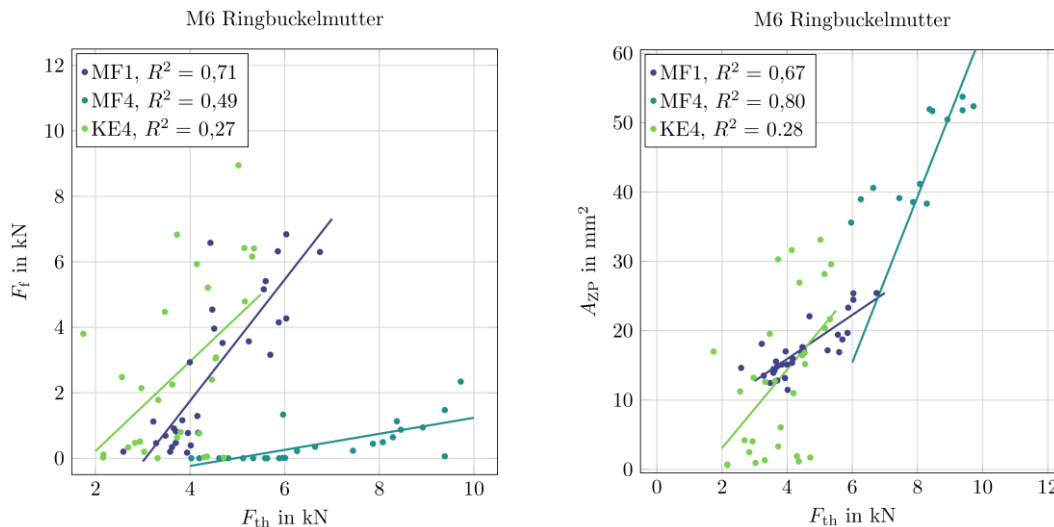 M6 Ringbuckelmutter
12
10
8
6
4
2
0
F_f in kN
MF1, R² = 0,71
MF4, R² = 0,49
KE4, R² = 0,27
2 4 6 8 10
F_th in kN
M6 Ringbuckelmutter
60
50
40
30
20
10
0
A_ZP in mm²
MF1, R² = 0,67
MF4, R² = 0,80
KE4, R² = 0.28
0 2 4 6 8 10 12
F_th in kN